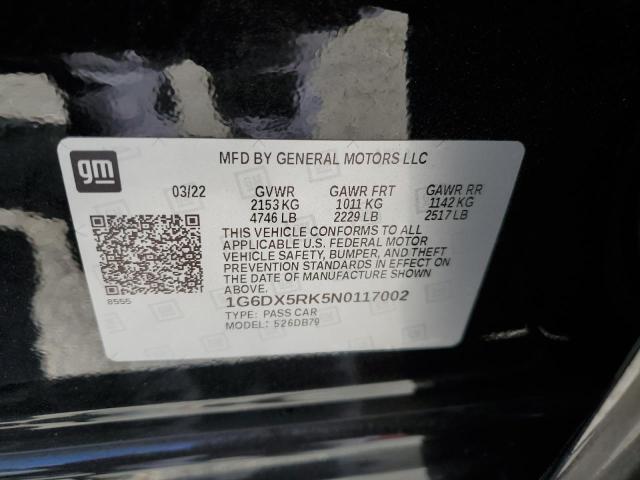 gm
MFD BY GENERAL MOTORS LLC
03/22 GVWR GAWR FRT GAWR RR
2153 KG 1011 KG 1142 KG
4746 LB 2229 LB 2517 LB
THIS VEHICLE CONFORMS TO ALL
APPLICABLE U.S. FEDERAL MOTOR
VEHICLE SAFETY, BUMPER, AND THEFT
PREVENTION STANDARDS IN EFFECT ON
THE DATE OF MANUFACTURE SHOWN ABOVE.
8555
1G6DX5RK5N0117002
TYPE: PASS CAR
MODEL: 526DB79